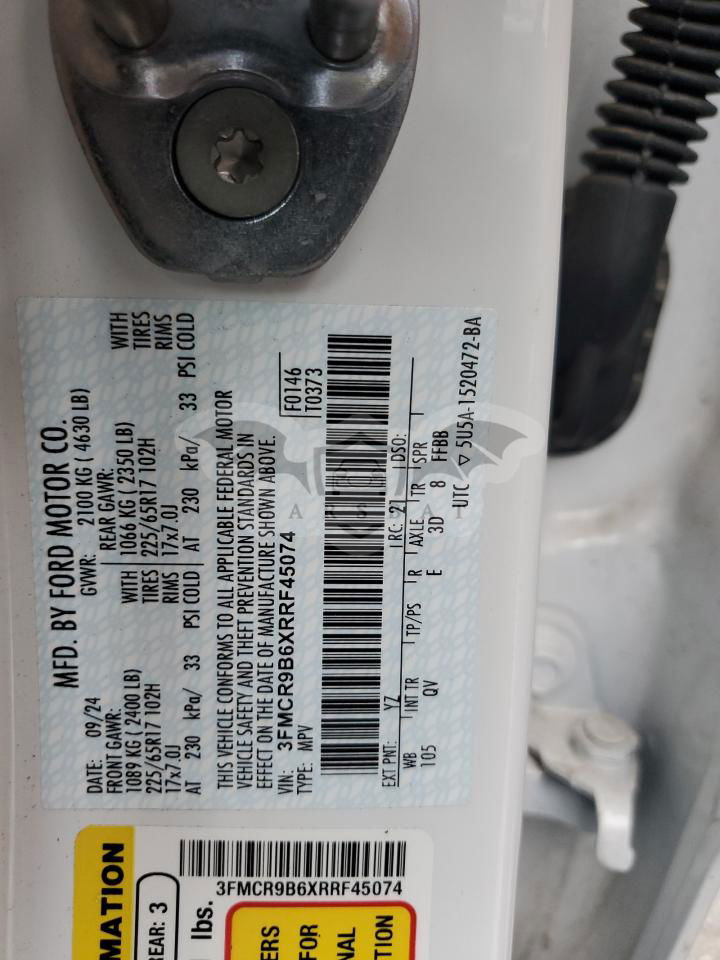 MFD. BY FORD MOTOR CO.
DATE: 09/24 GVWR: 2100 KG ( 4630 LB)
FRONT GAWR: REAR GAWR: WITH
1089 KG ( 2400 LB) 1066 KG ( 2350 LB) TIRES
225/65R17 102H TIRES 225/65R17 102H RIMS
17x7.0J RIMS 17x7.0J
AT 230 kPa/ 33 PSI COLD AT 230 kPa/ 33 PSI COLD
THIS VEHICLE CONFORMS TO ALL APPLICABLE FEDERAL MOTOR
VEHICLE SAFETY AND THEFT PREVENTION STANDARDS IN
EFFECT ON THE DATE OF MANUFACTURE SHOWN ABOVE.
VIN: 3FMCR9B6XRRF45074 F0146
TYPE: MPV T0373
EXT PNT: YZ RC: 21 DSO:
WB INT TR TP/PS R AXLE TR SPR
105 QV E 3D 8 FFBB
UTC ▽ 5U5A-1520472-BA
ARSSAT
MATION
REAR: 3
lbs.
3FMCR9B6XRRF45074
ERS
FOR
NAL
TION